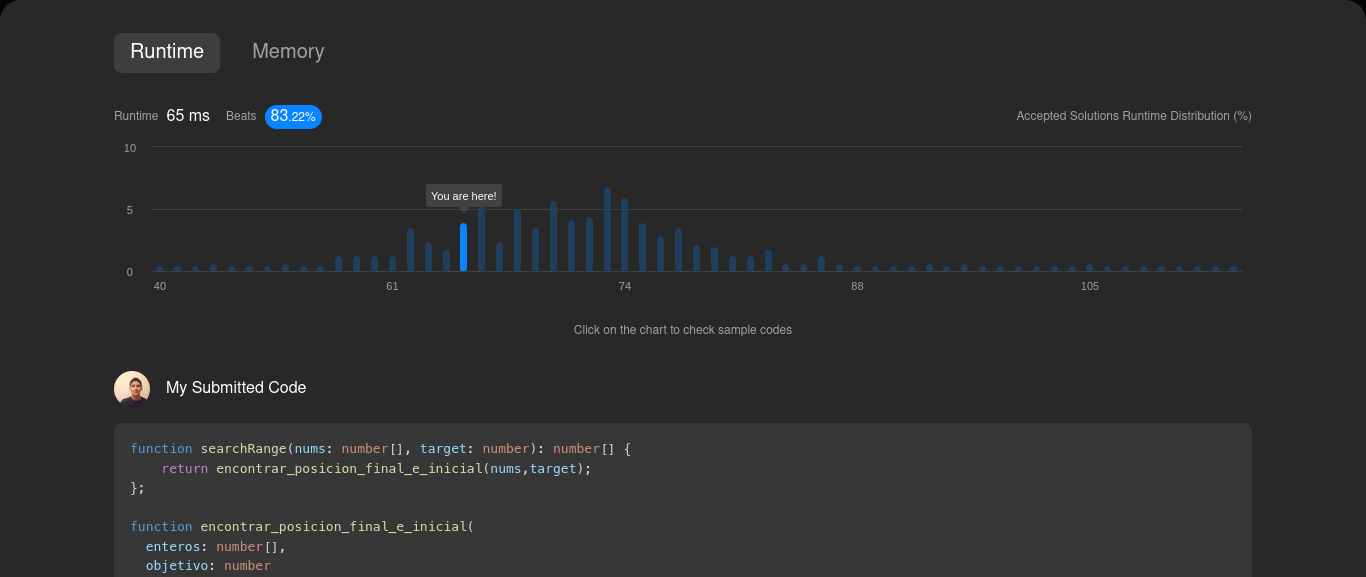 Runtime Memory
Runtime 65 ms Beats 83.22% Accepted Solutions Runtime Distribution (%)
10
You are here!
5
0
40 61 74 88 105
Click on the chart to check sample codes
My Submitted Code
function searchRange(nums: number[], target: number): number[] {
    return encontrar_posicion_final_e_inicial(nums,target);
};
function encontrar_posicion_final_e_inicial(
  enteros: number[],
  objetivo: number